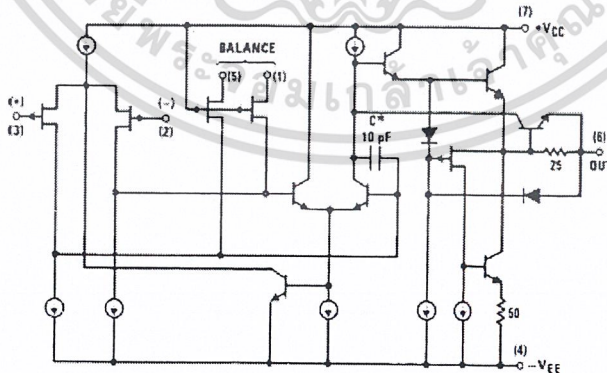 (7)
+VCC
BALANCE
(5)
(1)
(+)
(3)
(−)
(2)
C*
10 pF
(6)
OUT
25
50
(4)
−VEE